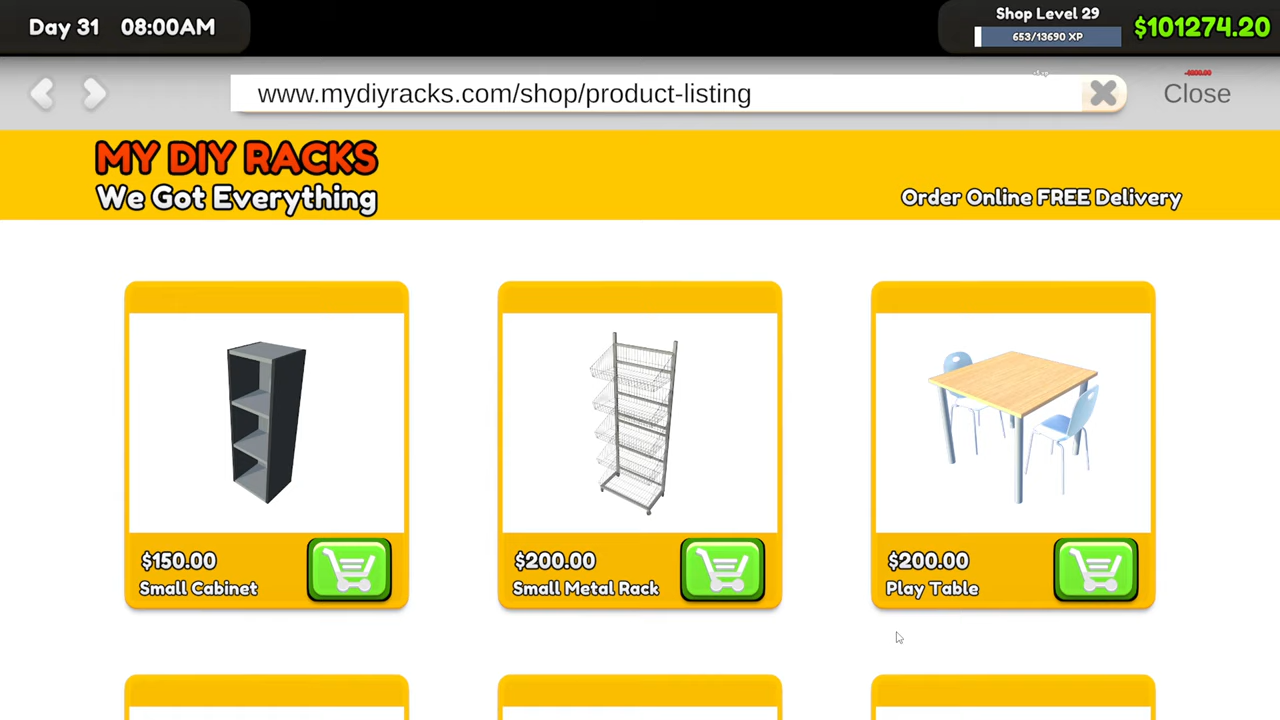 Day 31 08:00AM
Shop Level 29
653/13690 XP
$101274.20
www.mydiyracks.com/shop/product-listing
Close
MY DIY RACKS
We Got Everything
Order Online FREE Delivery
$150.00
Small Cabinet
$200.00
Small Metal Rack
$200.00
Play Table